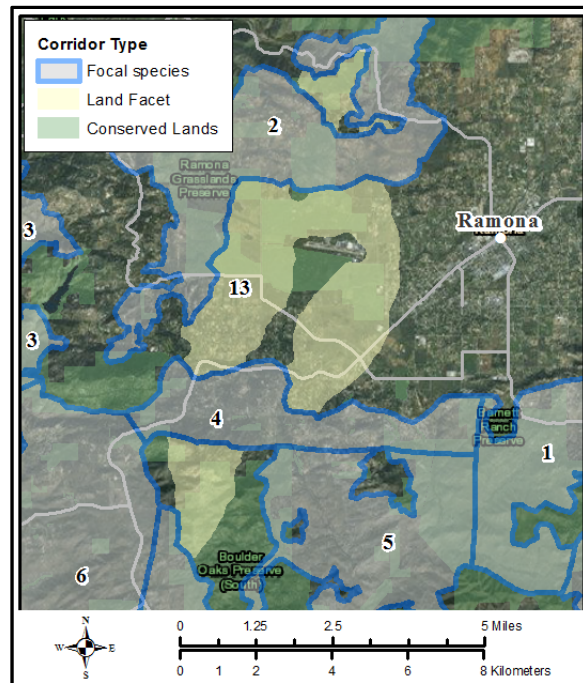 Corridor Type
Focal species
Land Facet
Conserved Lands
2
Ramona
Grasslands
Preserve
Ramona
3
13
3
4
Barnett
Ranch
Preserve
1
5
Boulder
Oaks Preserve
(South)
6
N
W E
S
0 1.25 2.5 5 Miles
0 1 2 4 6 8 Kilometers